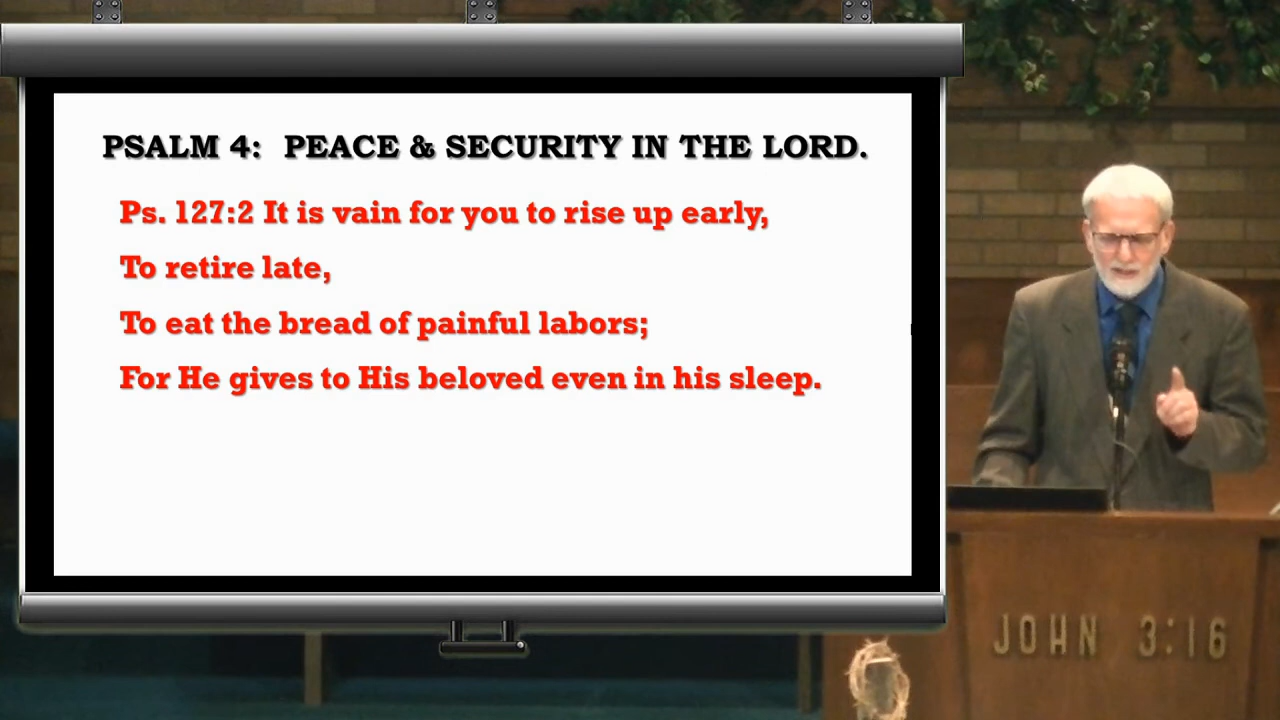 PSALM 4: PEACE & SECURITY IN THE LORD.
Ps. 127:2 It is vain for you to rise up early,
To retire late,
To eat the bread of painful labors;
For He gives to His beloved even in his sleep.
JOHN 3:16